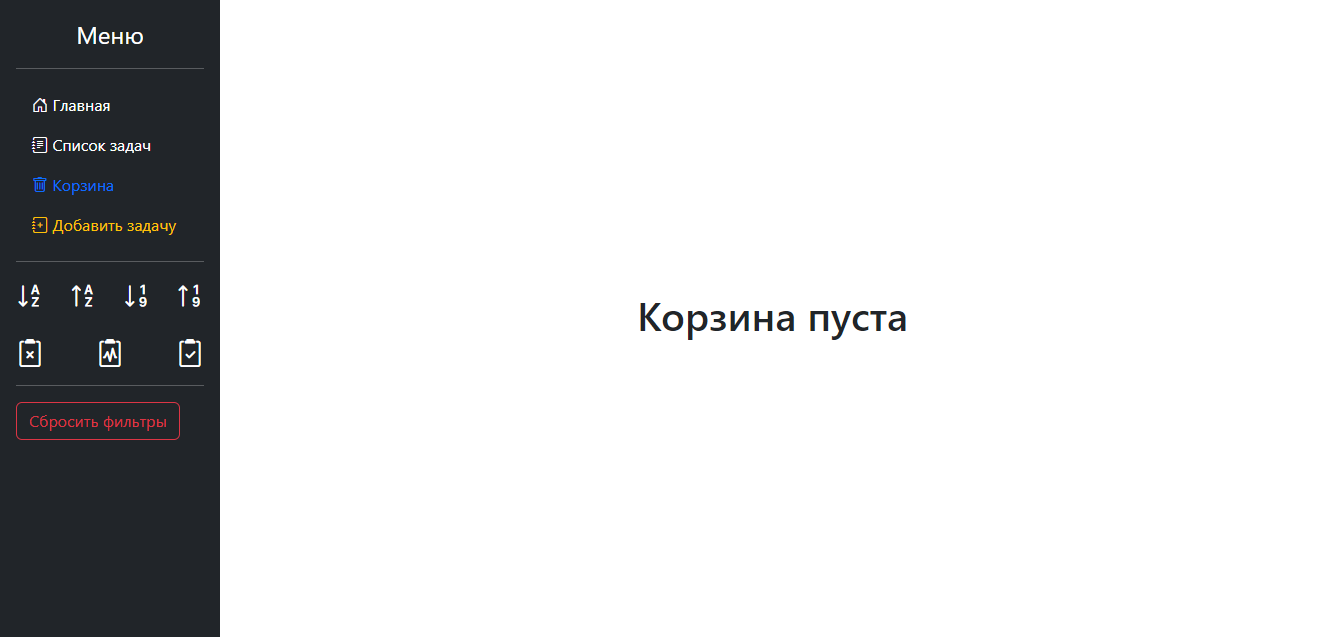 Меню
Главная
Список задач
Корзина
Добавить задачу
A Z A Z 1 9 1 9
Сбросить фильтры
Корзина пуста